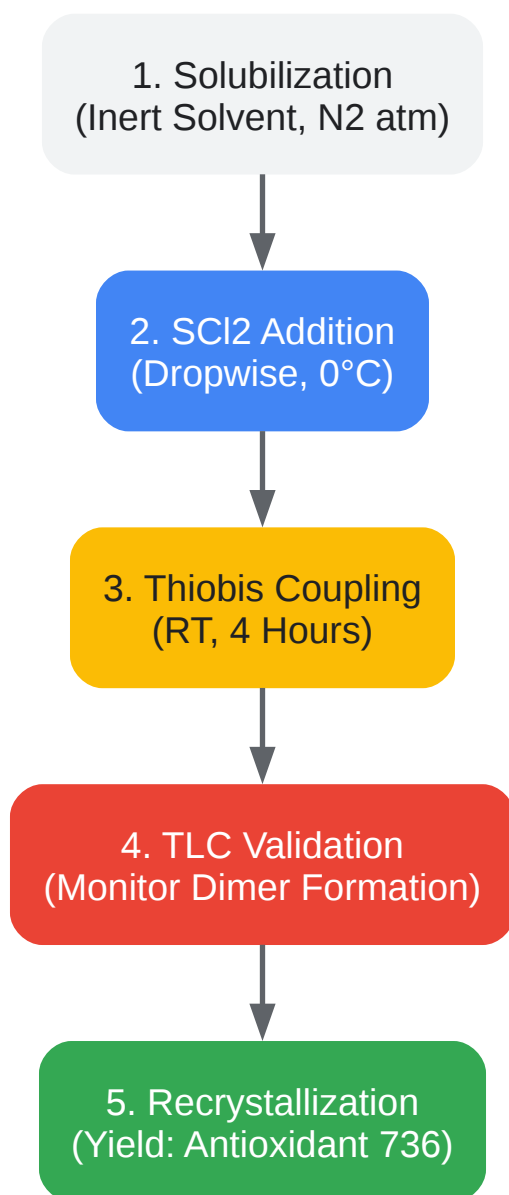 1. Solubilization
(Inert Solvent, N2 atm)
2. SCl2 Addition
(Dropwise, 0°C)
3. Thiobis Coupling
(RT, 4 Hours)
4. TLC Validation
(Monitor Dimer Formation)
5. Recrystallization
(Yield: Antioxidant 736)